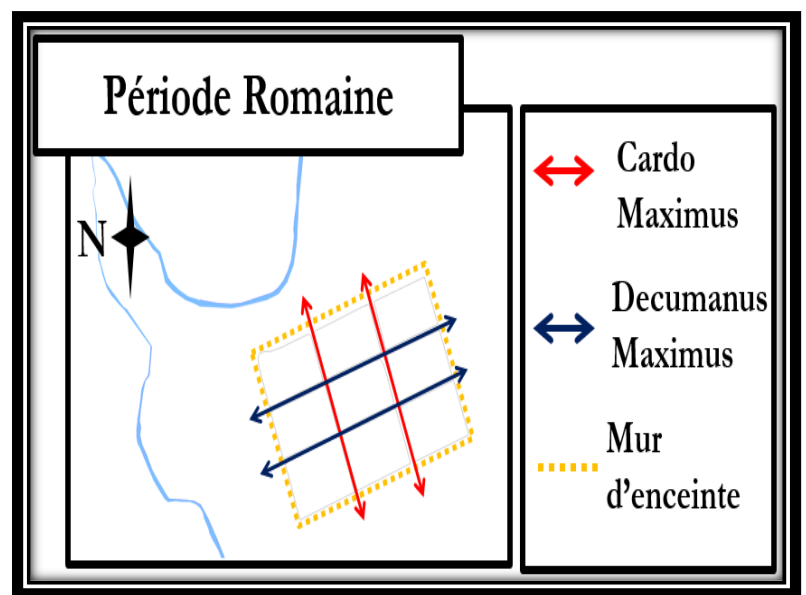 Période Romaine
N
Cardo
Maximus
Decumanus
Maximus
Mur
d'enceinte